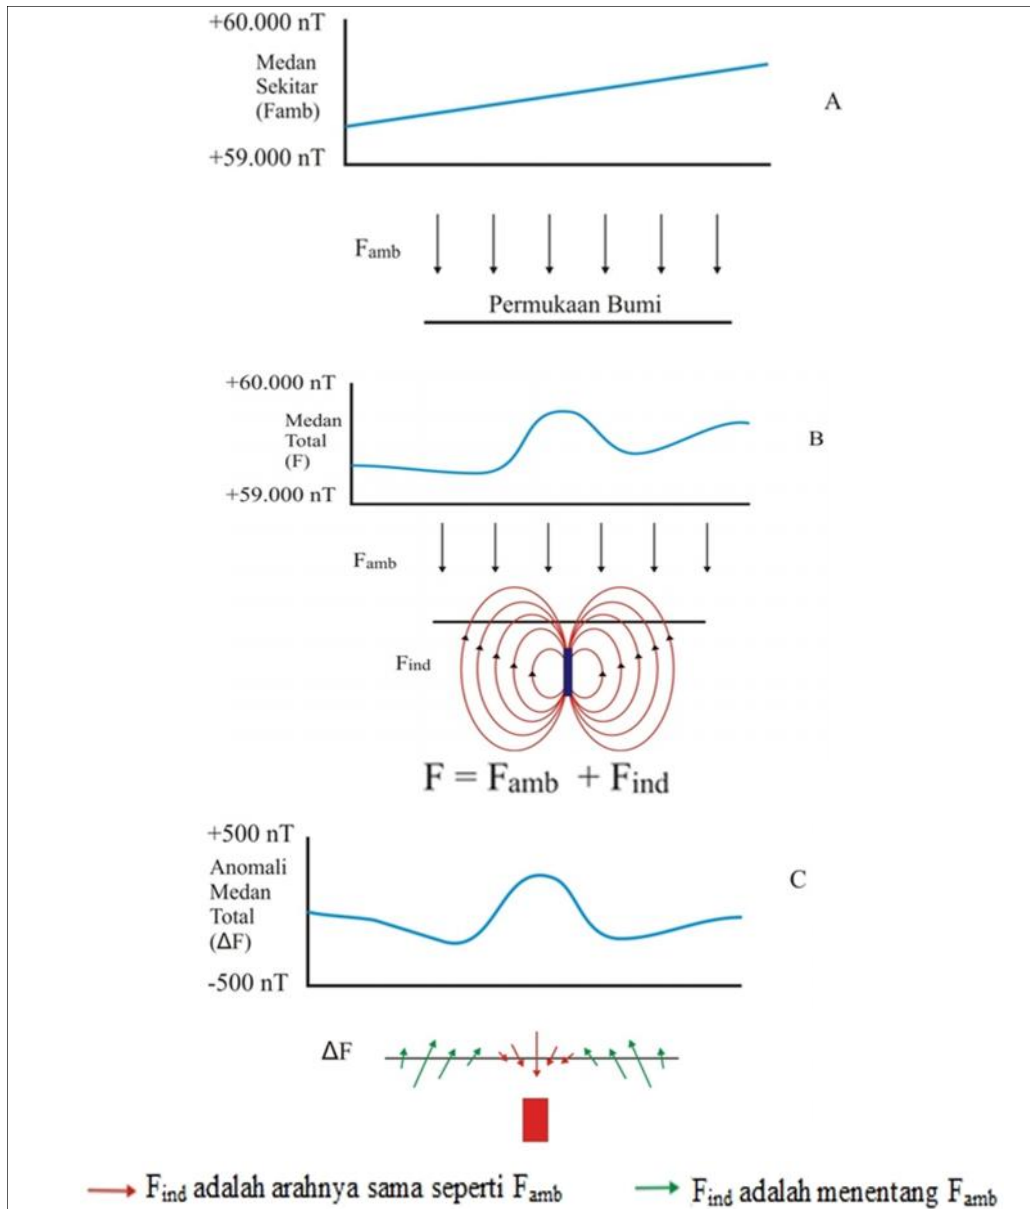 +60.000 nT
Medan
Sekitar
(Famb)
A
+59.000 nT
Famb
Permukaan Bumi
+60.000 nT
Medan
Total
(F)
B
+59.000 nT
Famb
Find
F = Famb + Find
+500 nT
Anomali
Medan
Total
(ΔF)
C
-500 nT
ΔF
Find adalah arahnya sama seperti Famb
Find adalah menentang Famb